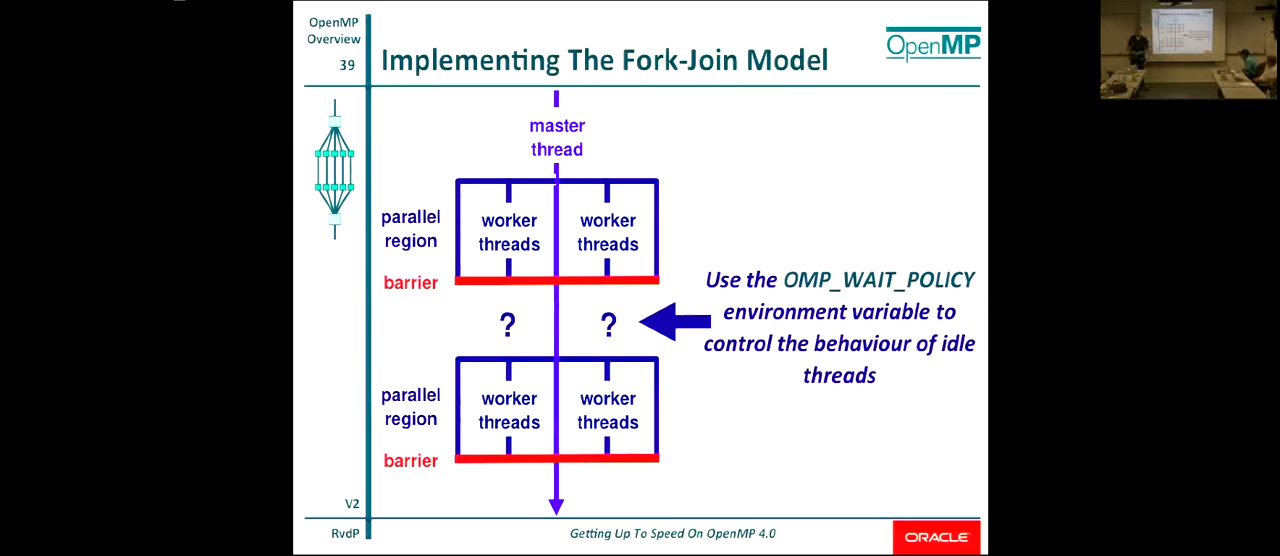 OpenMP
Overview
39
Implementing The Fork-Join Model
OpenMP
master
thread
parallel
region
worker
threads
worker
threads
barrier
?
?
Use the OMP_WAIT_POLICY
environment variable to
control the behaviour of idle
threads
parallel
region
worker
threads
worker
threads
barrier
V2
RvdP
Getting Up To Speed On OpenMP 4.0
ORACLE